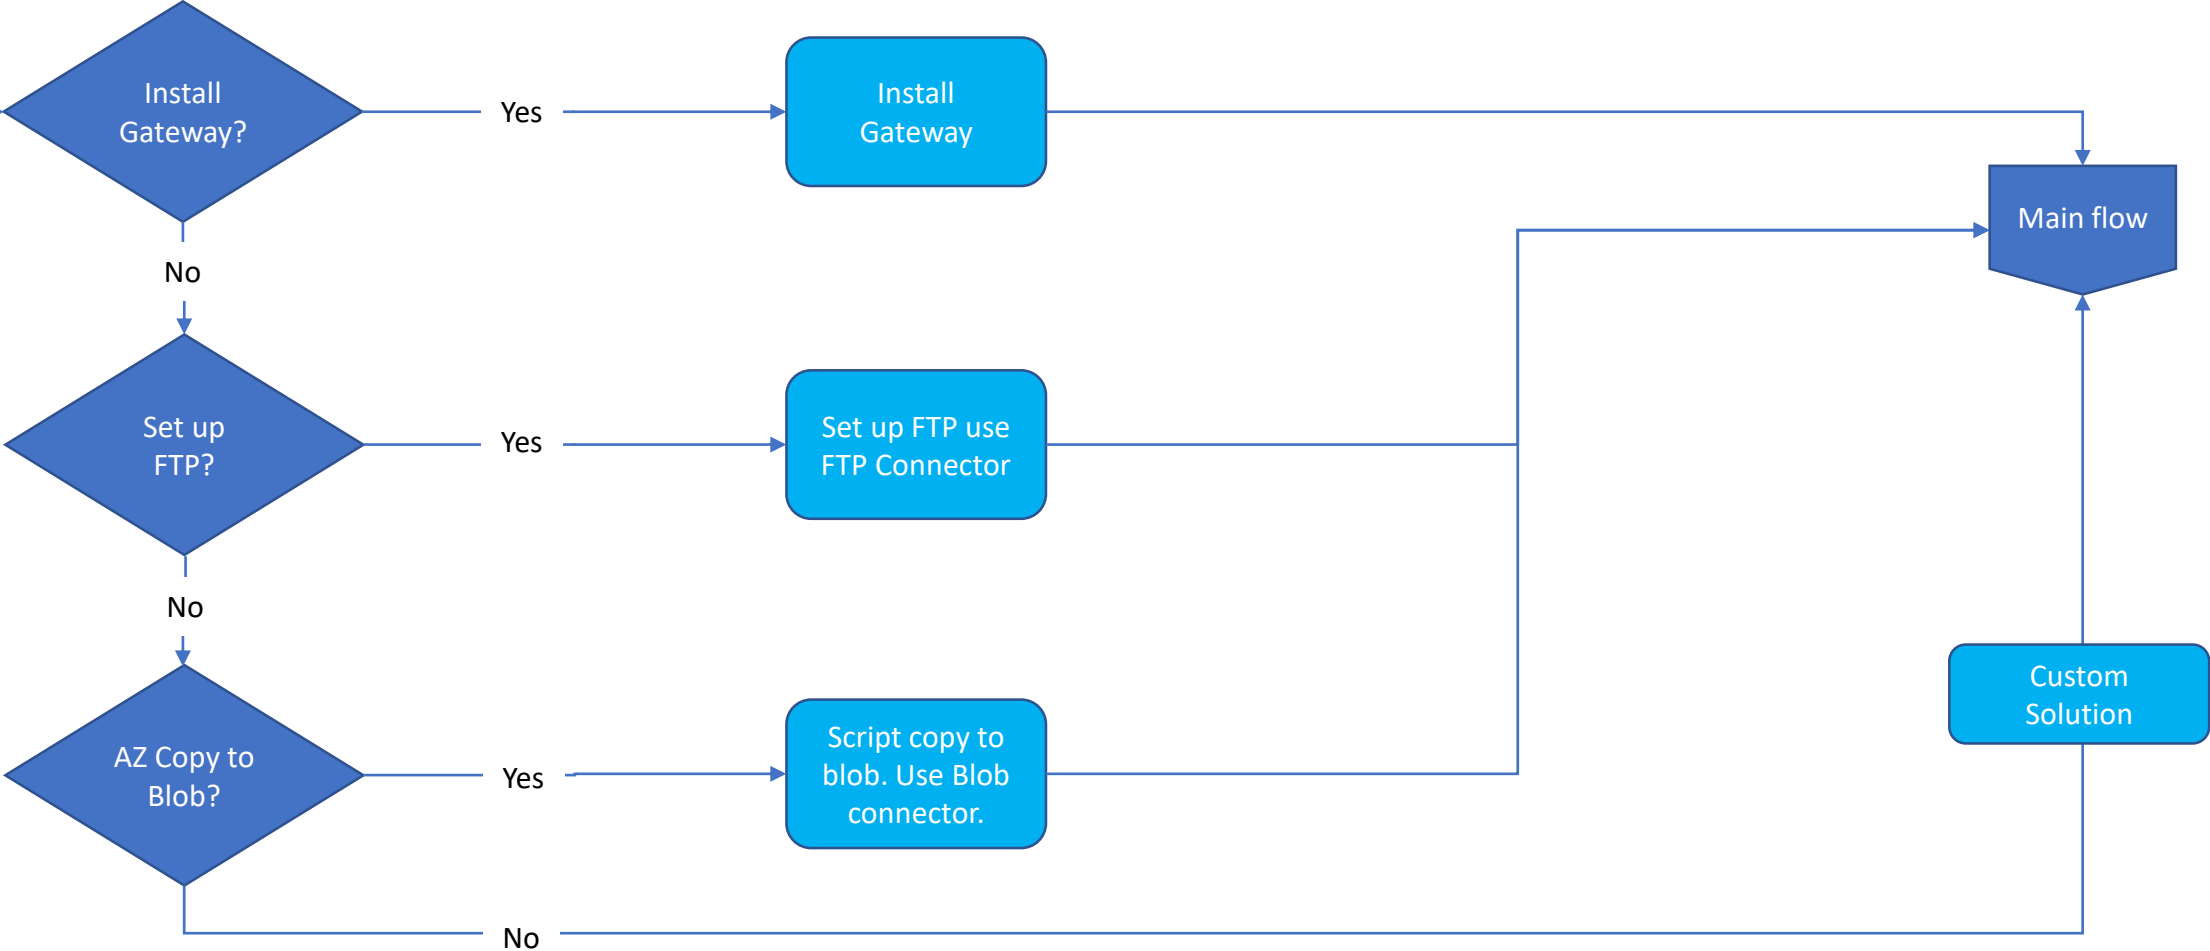 Install
Gateway?
Yes
Install
Gateway
Main flow
No
Set up
FTP?
Yes
Set up FTP use
FTP Connector
No
AZ Copy to
Blob?
Yes
Script copy to
blob. Use Blob
connector.
Custom
Solution
No